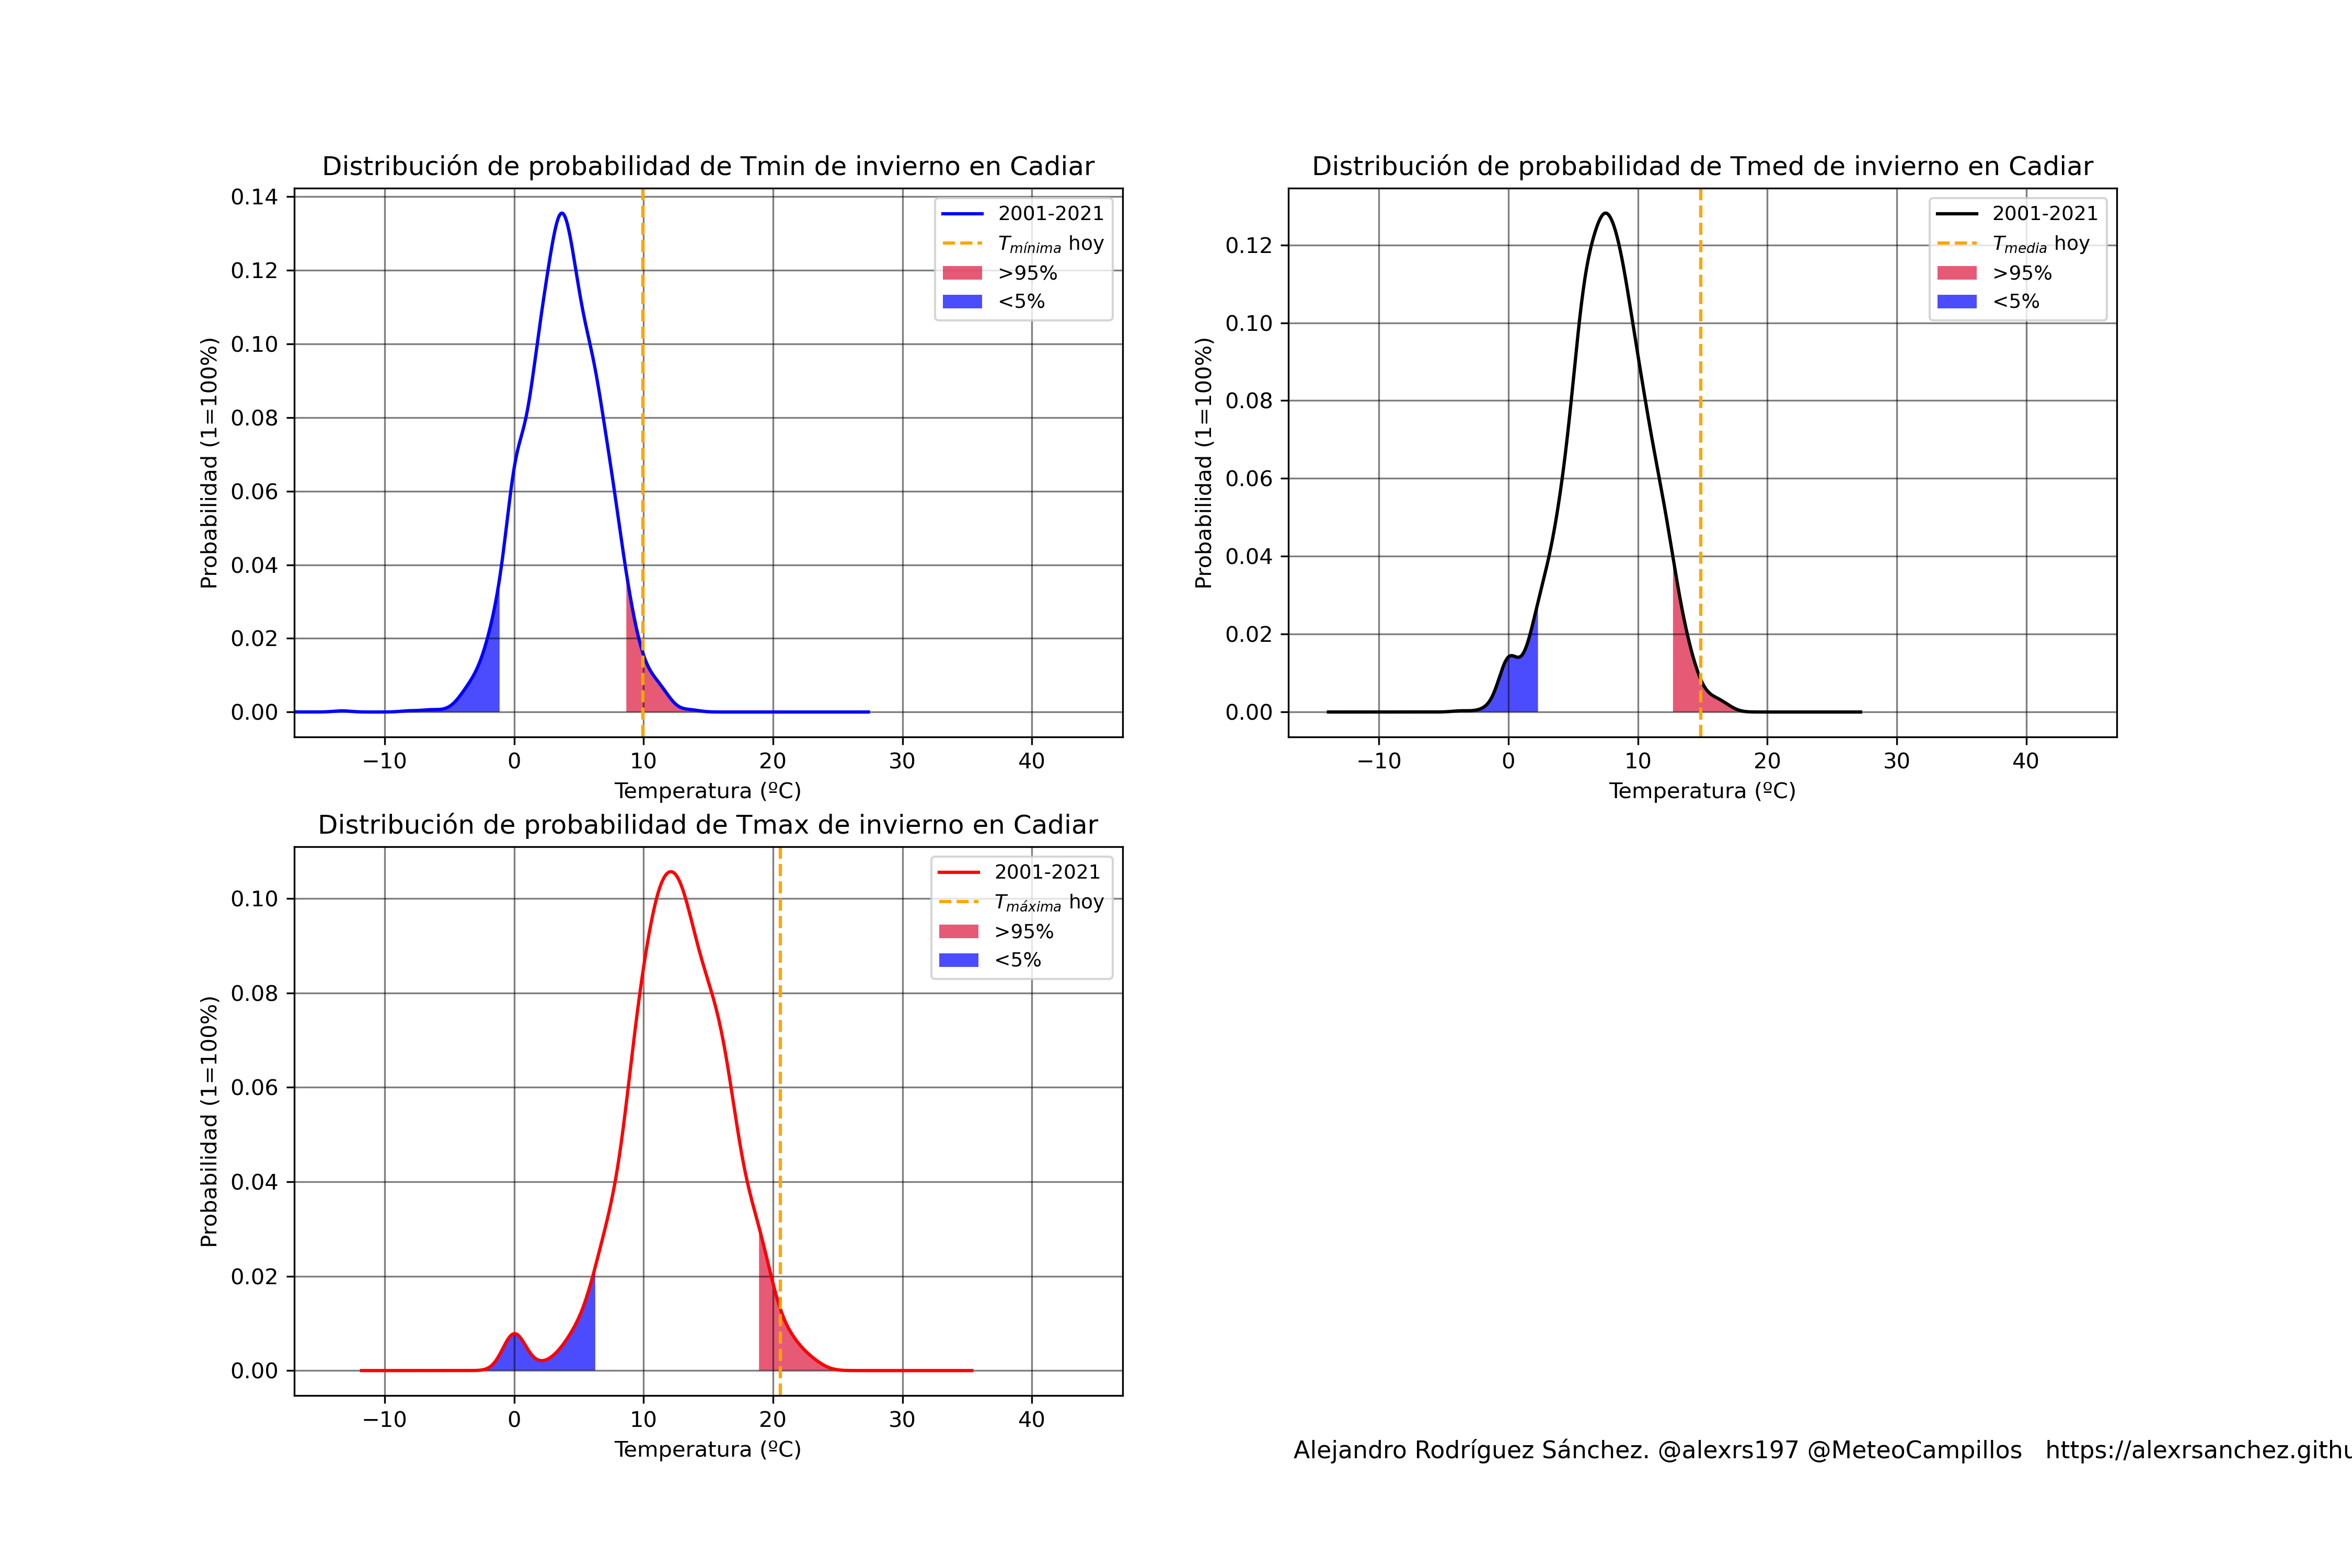 Distribución de probabilidad de Tmin de invierno en Cadiar
Probabilidad (1=100%)
0.14
0.12
0.10
0.08
0.06
0.04
0.02
0.00
−10 0 10 20 30 40
Temperatura (ºC)
2001-2021
Tmínima hoy
>95%
<5%
Distribución de probabilidad de Tmed de invierno en Cadiar
Probabilidad (1=100%)
0.12
0.10
0.08
0.06
0.04
0.02
0.00
−10 0 10 20 30 40
Temperatura (ºC)
2001-2021
Tmedia hoy
>95%
<5%
Distribución de probabilidad de Tmax de invierno en Cadiar
Probabilidad (1=100%)
0.10
0.08
0.06
0.04
0.02
0.00
−10 0 10 20 30 40
Temperatura (ºC)
2001-2021
Tmáxima hoy
>95%
<5%
Alejandro Rodríguez Sánchez. @alexrs197 @MeteoCampillos https://alexrsanchez.githu